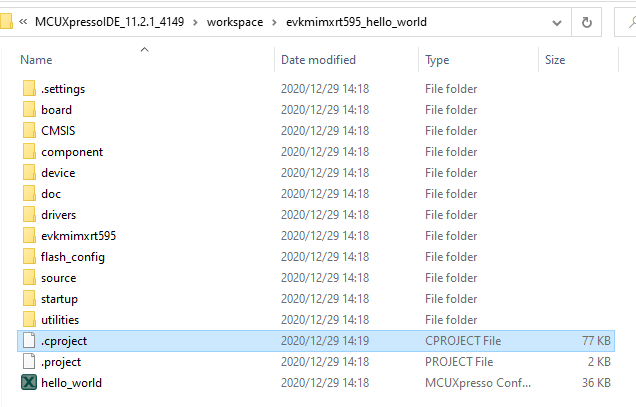 « MCUXpressoIDE_11.2.1_4149 > workspace > evkmimxrt595_hello_world
Name Date modified Type Size
.settings 2020/12/29 14:18 File folder
board 2020/12/29 14:18 File folder
CMSIS 2020/12/29 14:18 File folder
component 2020/12/29 14:18 File folder
device 2020/12/29 14:18 File folder
doc 2020/12/29 14:18 File folder
drivers 2020/12/29 14:18 File folder
evkmimxrt595 2020/12/29 14:18 File folder
flash_config 2020/12/29 14:18 File folder
source 2020/12/29 14:18 File folder
startup 2020/12/29 14:18 File folder
utilities 2020/12/29 14:18 File folder
.cproject 2020/12/29 14:19 CPROJECT File 77 KB
.project 2020/12/29 14:18 PROJECT File 2 KB
hello_world 2020/12/29 14:18 MCUXpresso Conf... 36 KB